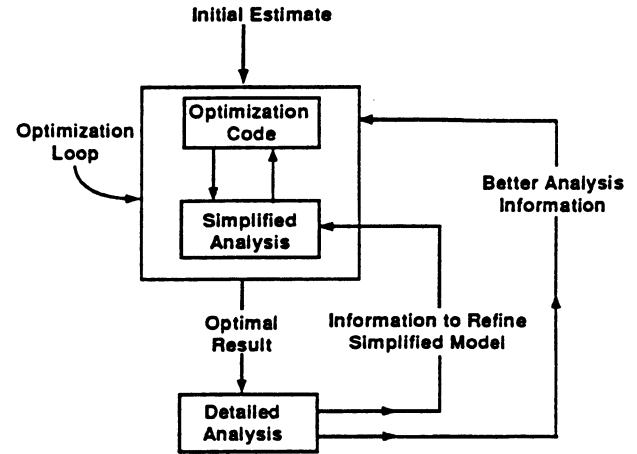 Initial Estimate
Optimization
Code
Optimization
Loop
Simplified
Analysis
Better Analysis
Information
Optimal
Result
Information to Refine
Simplified Model
Detailed
Analysis